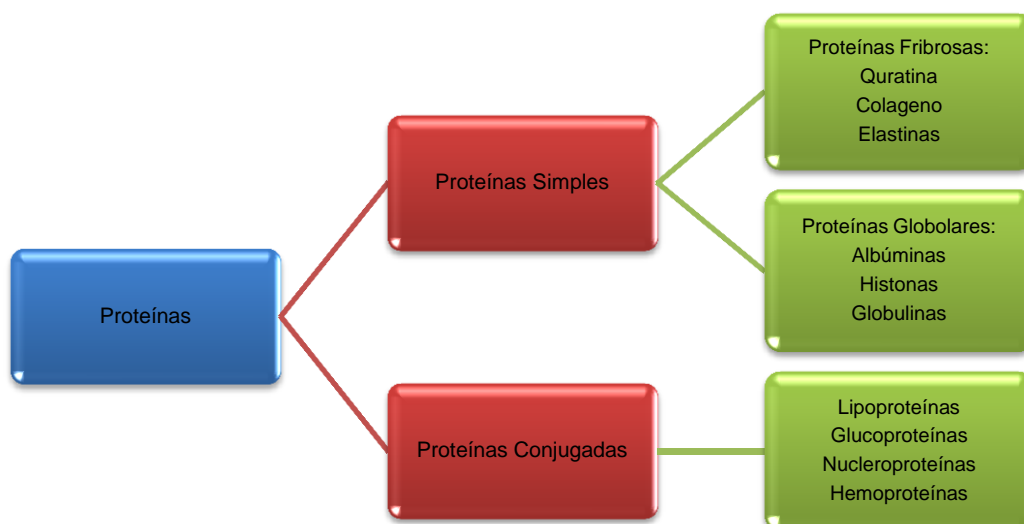 Proteínas
Proteínas Simples
Proteínas Fribrosas:
Quratina
Colageno
Elastinas
Proteínas Globolares:
Albúminas
Histonas
Globulinas
Proteínas Conjugadas
Lipoproteínas
Glucoproteínas
Nucleroproteínas
Hemoproteínas